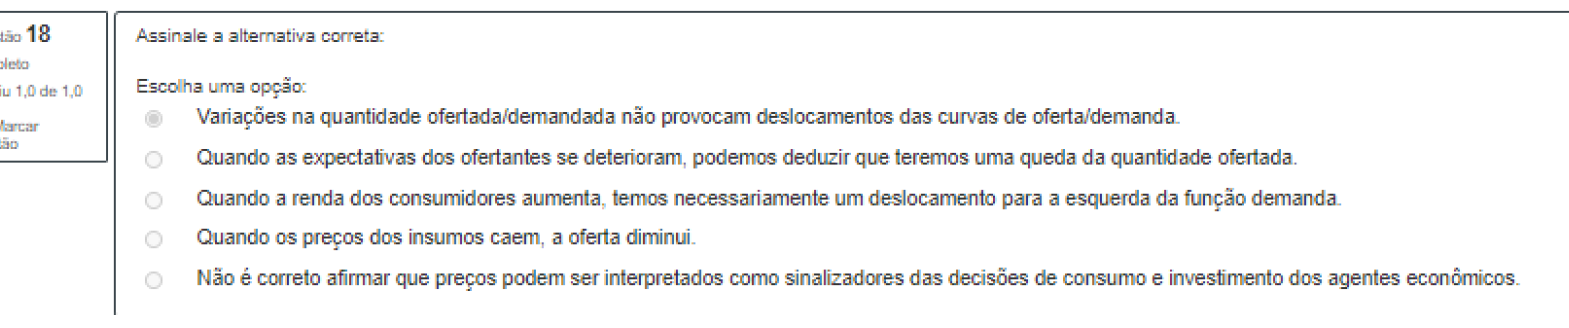 tão 18
pleto
iu 1,0 de 1,0
Marcar
tão
Assinale a alternativa correta:
Escolha uma opção:
Variações na quantidade ofertada/demandada não provocam deslocamentos das curvas de oferta/demanda.
Quando as expectativas dos ofertantes se deterioram, podemos deduzir que teremos uma queda da quantidade ofertada.
Quando a renda dos consumidores aumenta, temos necessariamente um deslocamento para a esquerda da função demanda.
Quando os preços dos insumos caem, a oferta diminui.
Não é correto afirmar que preços podem ser interpretados como sinalizadores das decisões de consumo e investimento dos agentes econômicos.